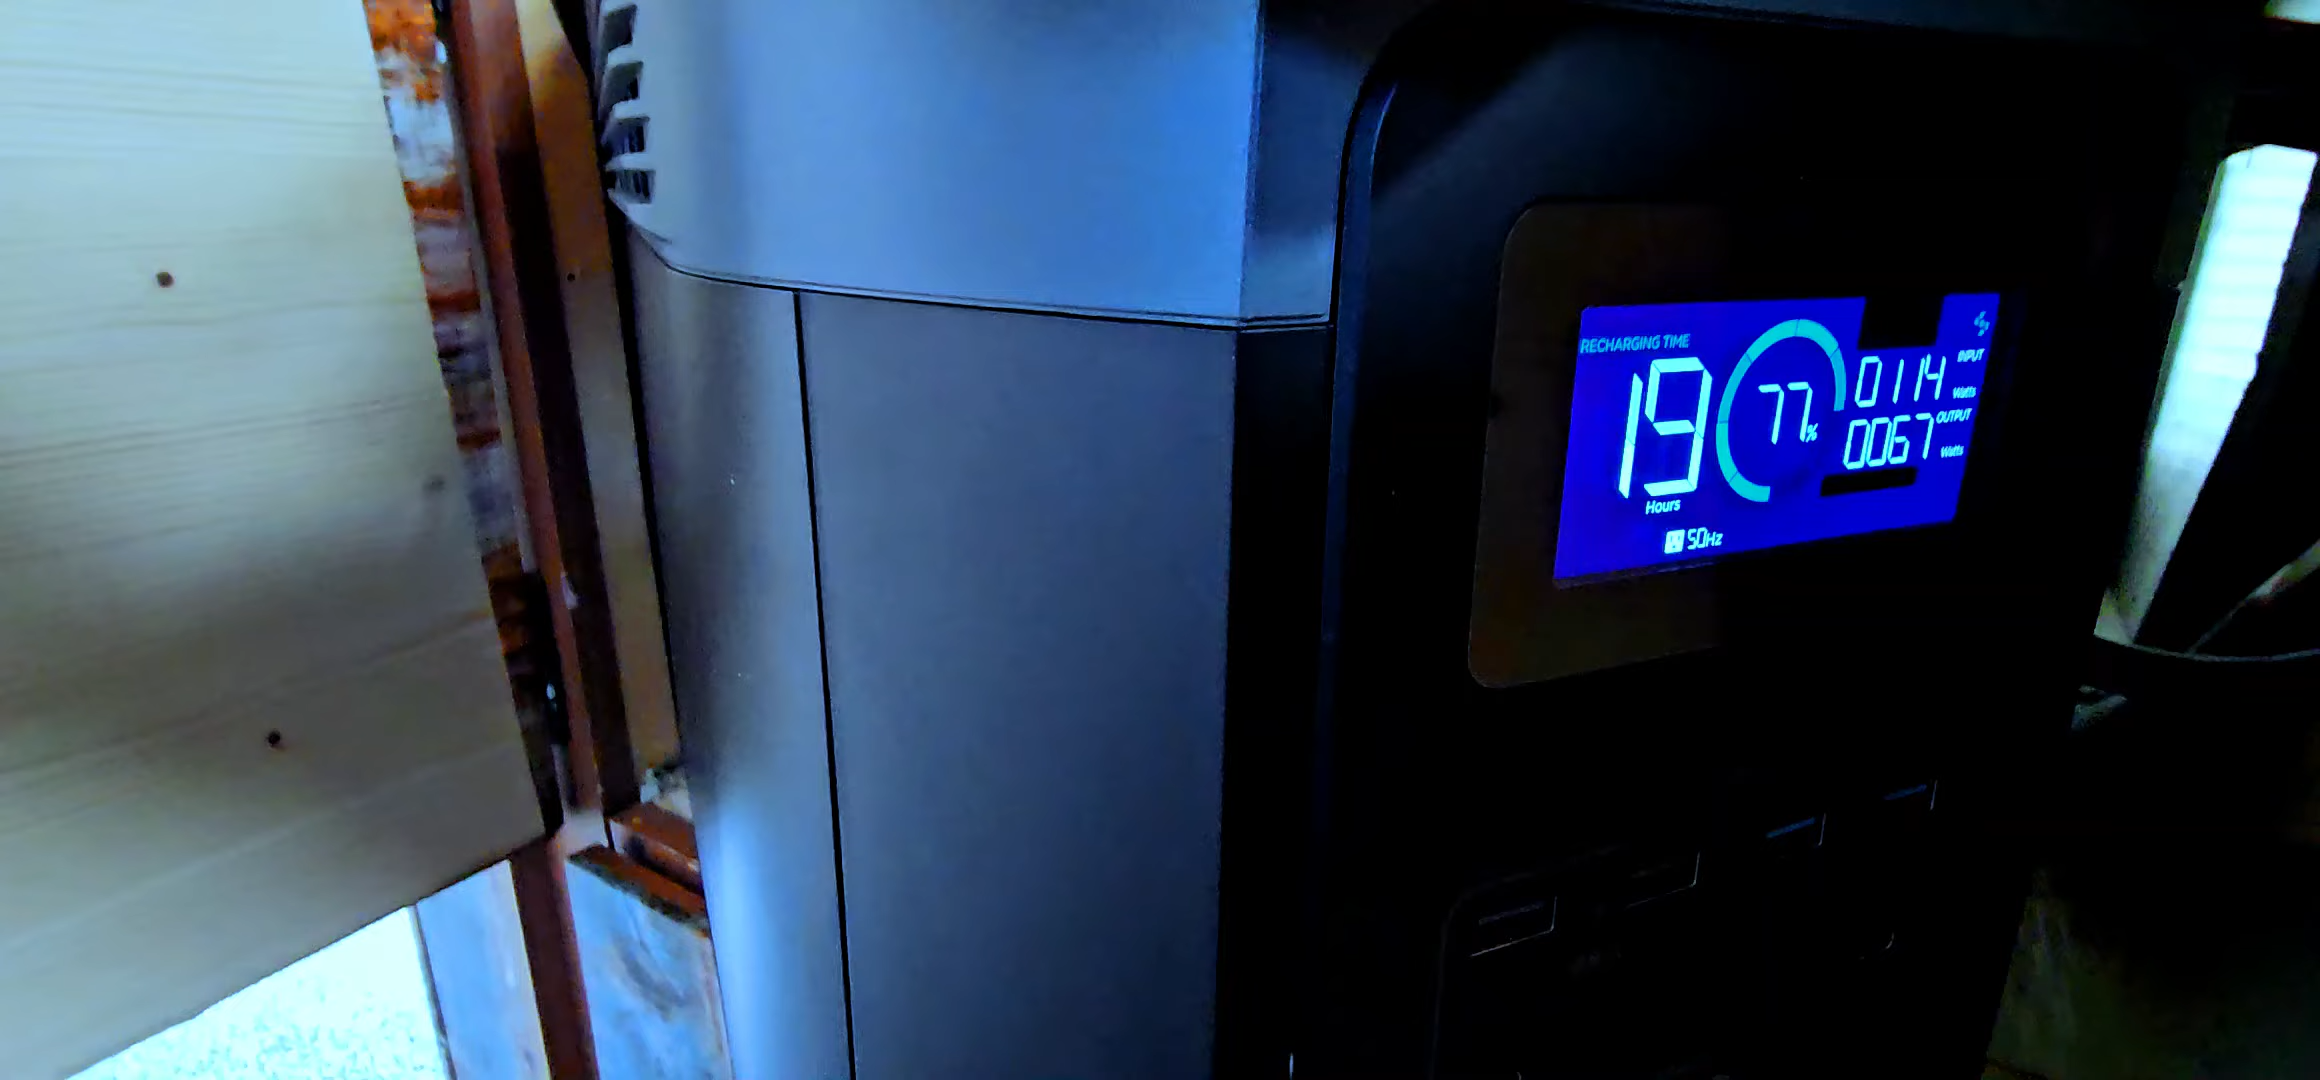 RECHARGING TIME
19
Hours
77%
0114 INPUT Watts
0067 OUTPUT Watts
50Hz